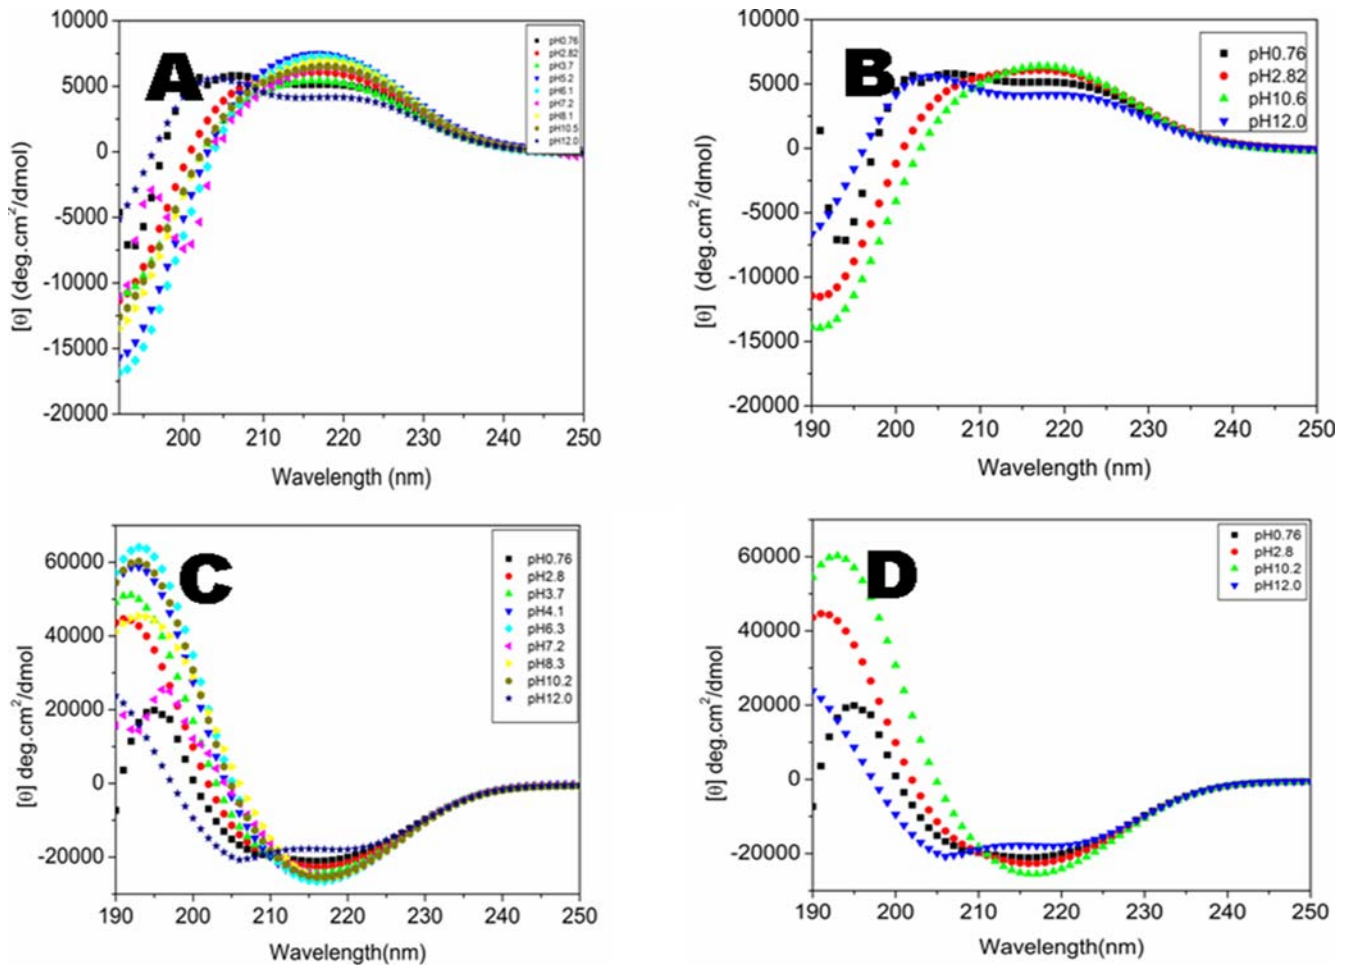 A
10000
5000
0
-5000
-10000
-15000
-20000
200 210 220 230 240 250
Wavelength (nm)
[θ] (deg.cm²/dmol)
pH0.76
pH2.82
pH3.7
pH5.2
pH6.1
pH7.2
pH8.1
pH10.5
pH12.0
B
10000
5000
0
-5000
-10000
-15000
-20000
190 200 210 220 230 240 250
Wavelength (nm)
[θ] (deg.cm²/dmol)
pH0.76
pH2.82
pH10.6
pH12.0
C
60000
40000
20000
0
-20000
190 200 210 220 230 240 250
Wavelength(nm)
[θ] deg.cm²/dmol
pH0.76
pH2.8
pH3.7
pH4.1
pH6.3
pH7.2
pH8.3
pH10.2
pH12.0
D
60000
40000
20000
0
-20000
190 200 210 220 230 240 250
Wavelength(nm)
[θ] deg.cm²/dmol
pH0.76
pH2.8
pH10.2
pH12.0